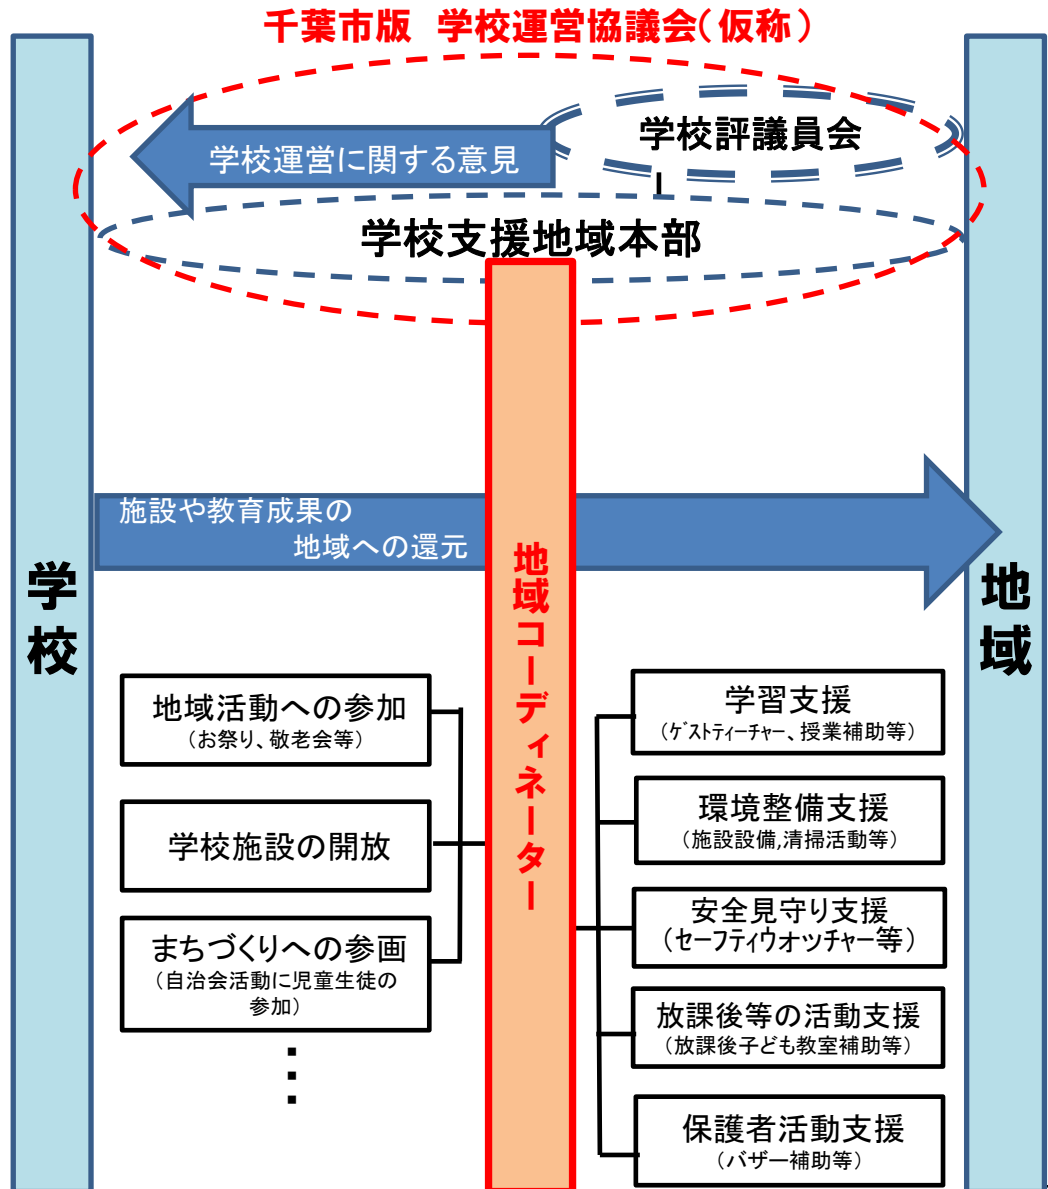 千葉市版 学校運営協議会(仮称)
学校評議員会
学校運営に関する意見
学校支援地域本部
施設や教育成果の
地域への還元
学校
地域コーディネーター
地域
地域活動への参加
(お祭り、敬老会等)
学校施設の開放
まちづくりへの参画
(自治会活動に児童生徒の
参加)
学習支援
(ｹﾞストティーチャー、授業補助等)
環境整備支援
(施設設備,清掃活動等)
安全見守り支援
(セーフティウオツチャー等)
放課後等の活動支援
(放課後子ども教室補助等)
保護者活動支援
(バザー補助等)